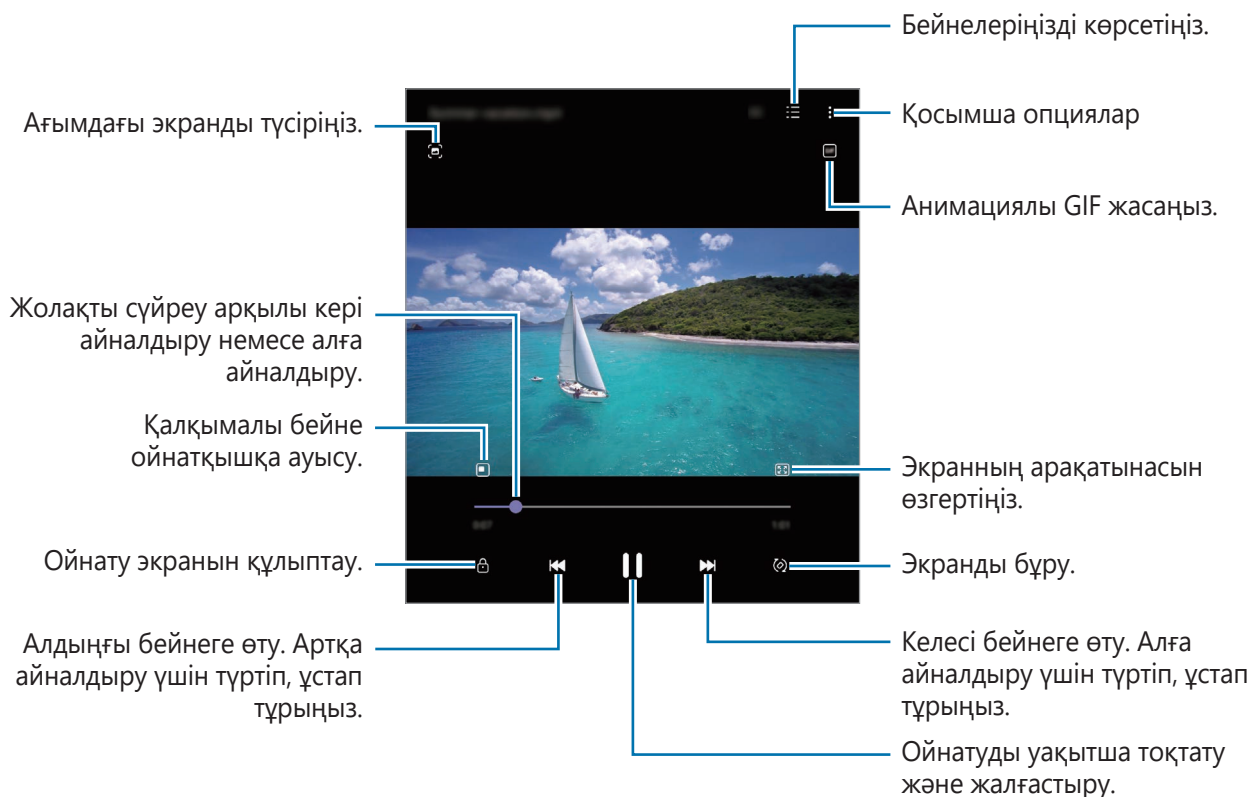 Бейнелеріңізді көрсетіңіз.
Ағымдағы экранды түсіріңіз.
Қосымша опциялар
GIF
Анимациялы GIF жасаңыз.
Жолақты сүйреу арқылы кері
айналдыру немесе алға
айналдыру.
Қалқымалы бейне
ойнатқышқа ауысу.
Экранның арақатынасын
өзгертіңіз.
Ойнату экранын құлыптау.
Экранды бұру.
Алдыңғы бейнеге өту. Артқа
айналдыру үшін түртіп, ұстап
тұрыңыз.
Келесі бейнеге өту. Алға
айналдыру үшін түртіп, ұстап
тұрыңыз.
Ойнатуды уақытша тоқтату
және жалғастыру.